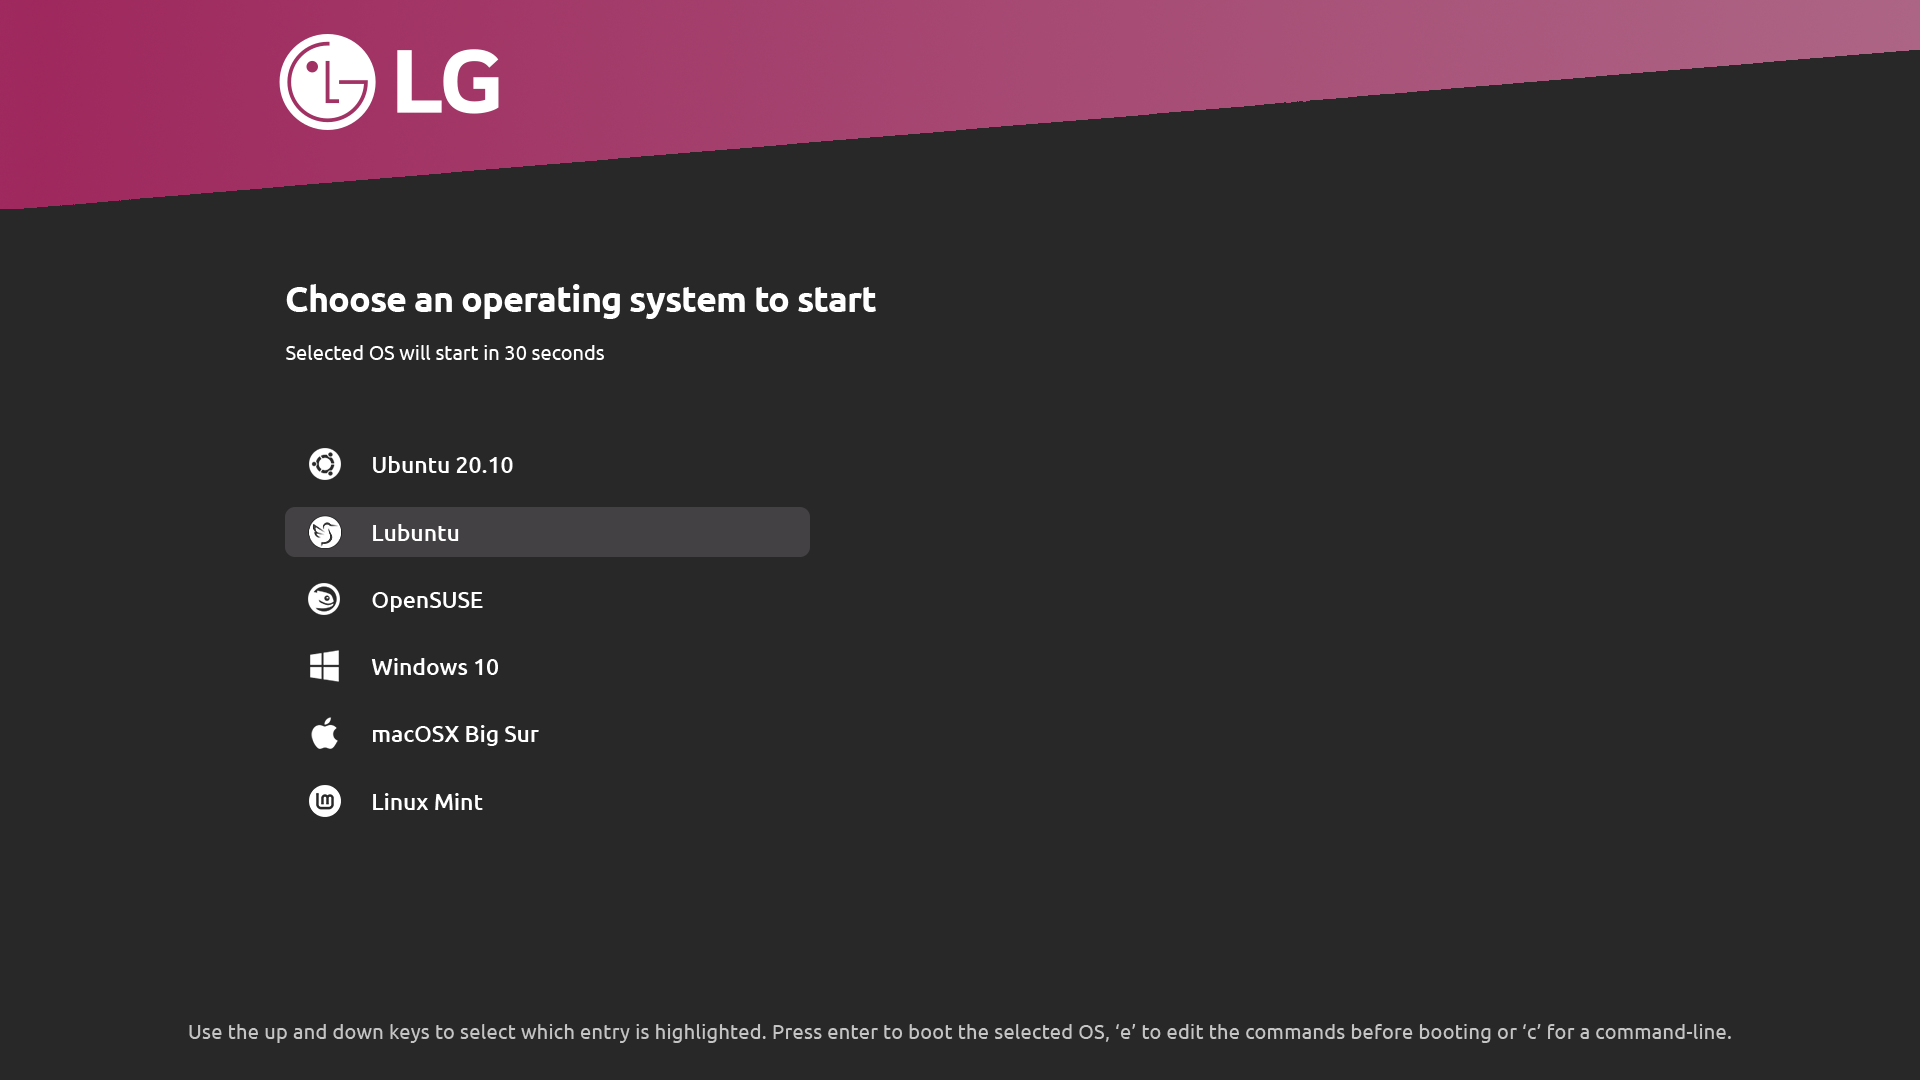 LG
Choose an operating system to start
Selected OS will start in 30 seconds
Ubuntu 20.10
Lubuntu
OpenSUSE
Windows 10
macOSX Big Sur
Linux Mint
Use the up and down keys to select which entry is highlighted. Press enter to boot the selected OS, ‘e’ to edit the commands before booting or ‘c’ for a command-line.